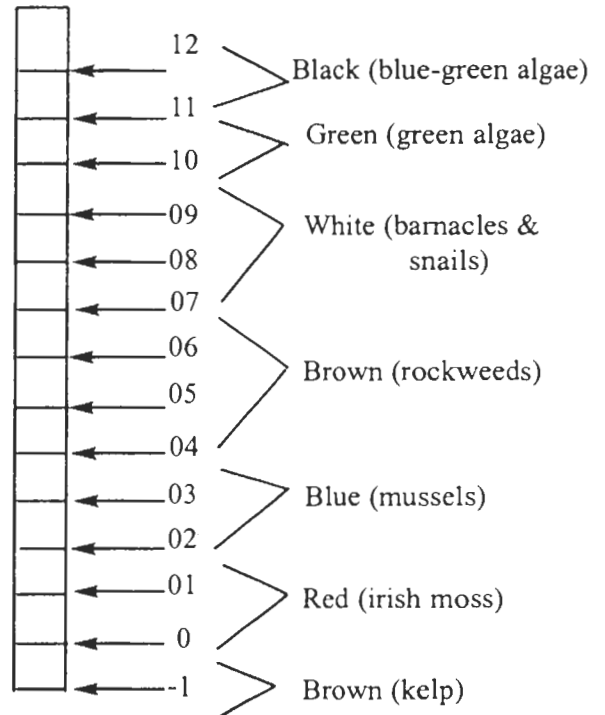 12
Black (blue-green algae)
11
Green (green algae)
10
09
White (barnacles &
snails)
08
07
06
Brown (rockweeds)
05
04
03
Blue (mussels)
02
01
Red (irish moss)
0
-1
Brown (kelp)